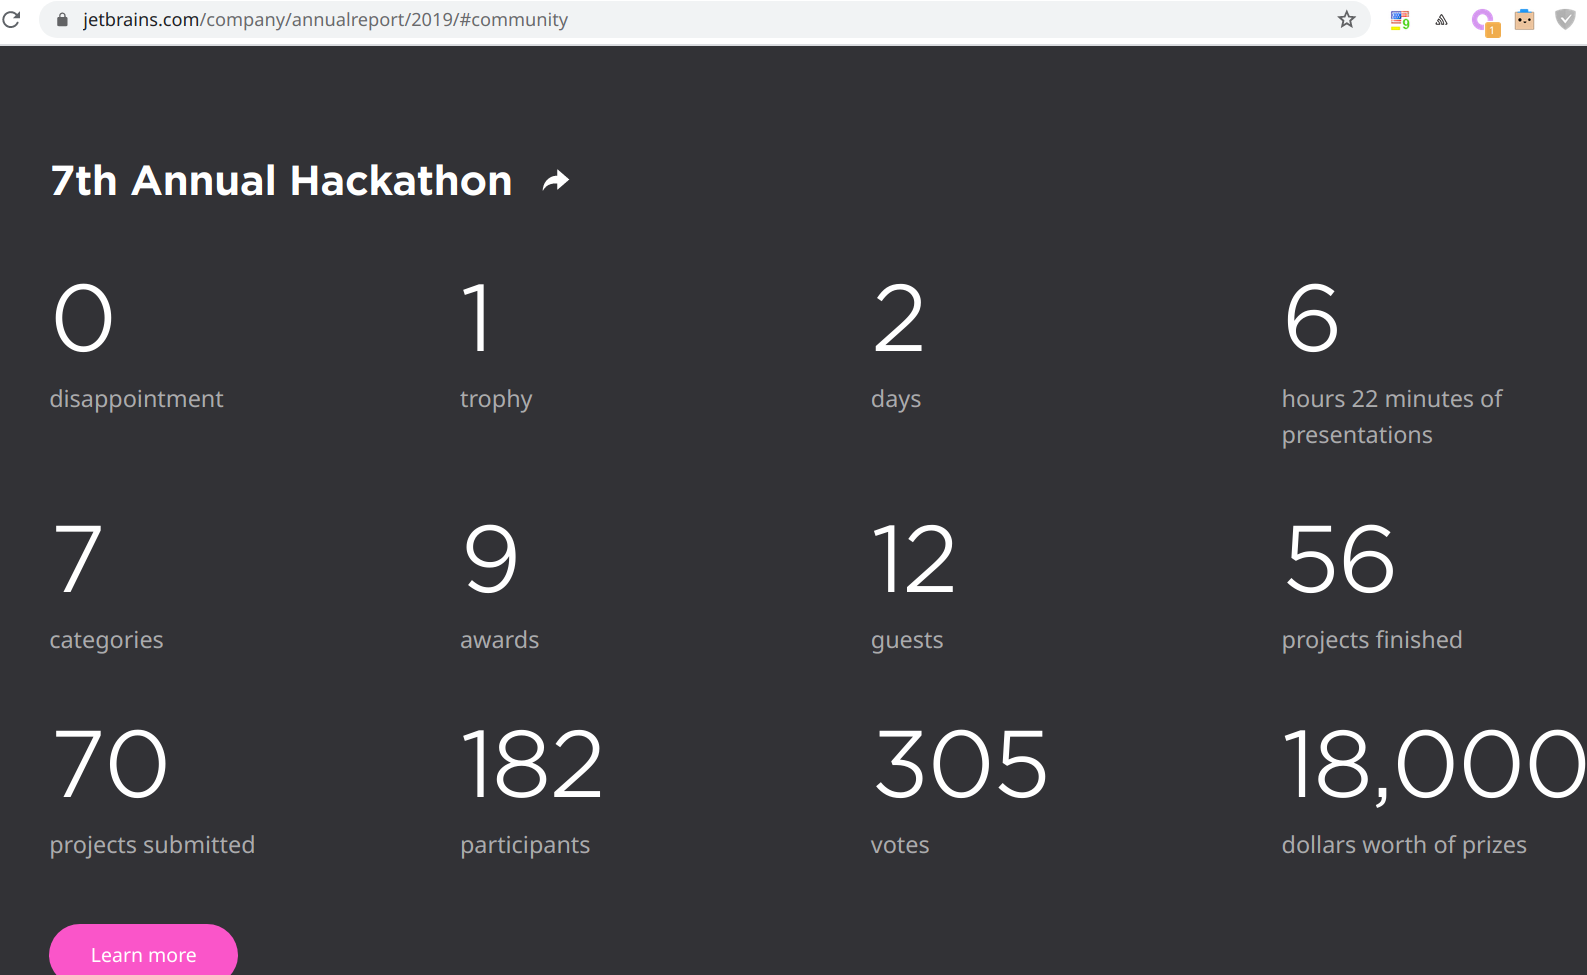 jetbrains.com/company/annualreport/2019/#community
9
1
7th Annual Hackathon
0
1
2
6
disappointment
trophy
days
hours 22 minutes of
presentations
7
9
12
56
categories
awards
guests
projects finished
70
182
305
18,000
projects submitted
participants
votes
dollars worth of prizes
Learn more